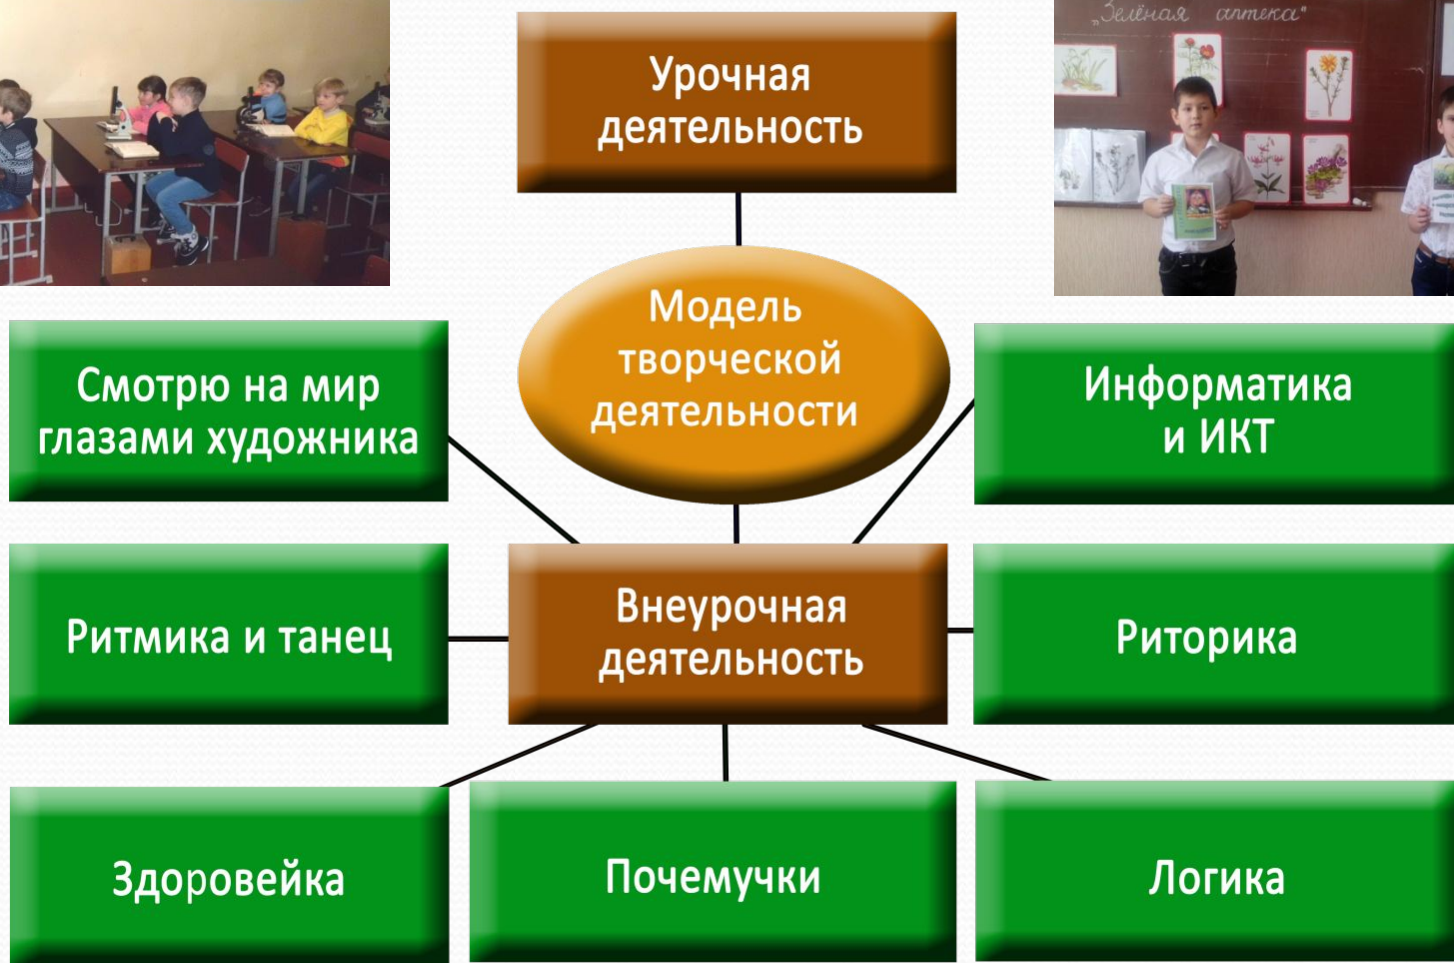 „Зелёная аптека"
Урочная
деятельность
Модель
творческой
деятельности
Смотрю на мир
глазами художника
Информатика
и ИКТ
Ритмика и танец
Внеурочная
деятельность
Риторика
Здоровейка
Почемучки
Логика